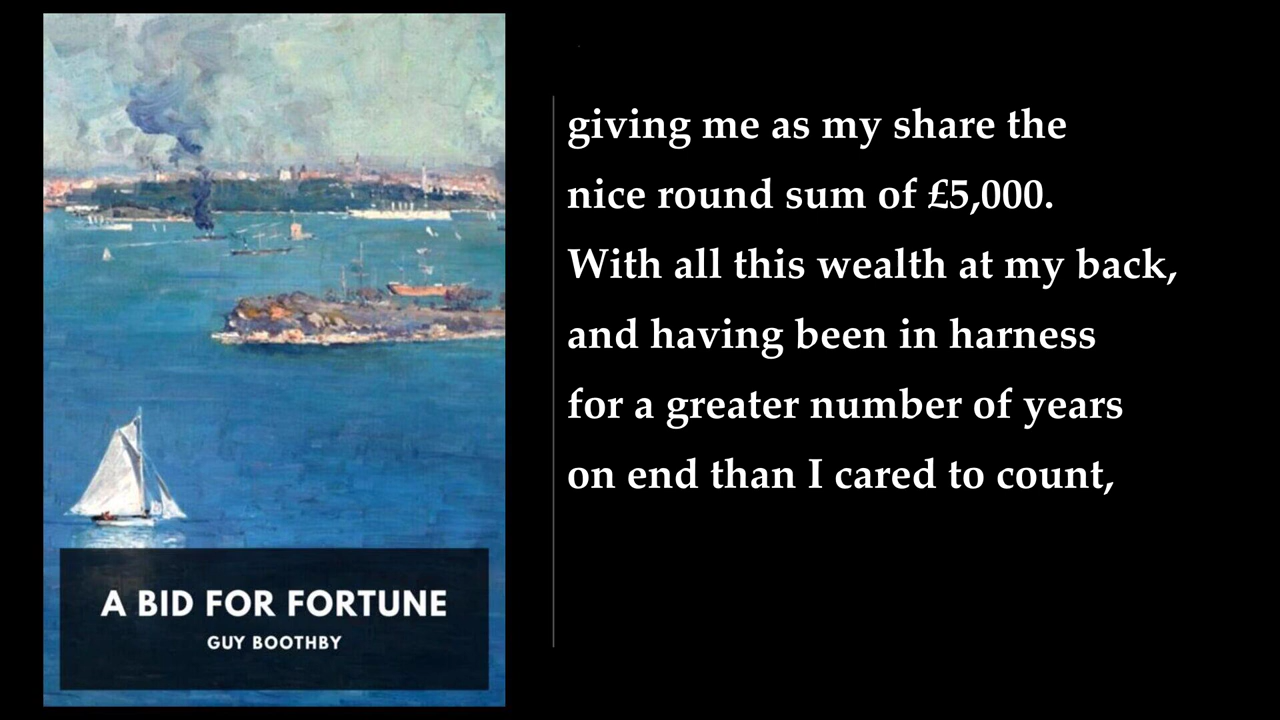 giving me as my share the
nice round sum of £5,000.
With all this wealth at my back,
and having been in harness
for a greater number of years
on end than I cared to count,
A BID FOR FORTUNE
GUY BOOTHBY